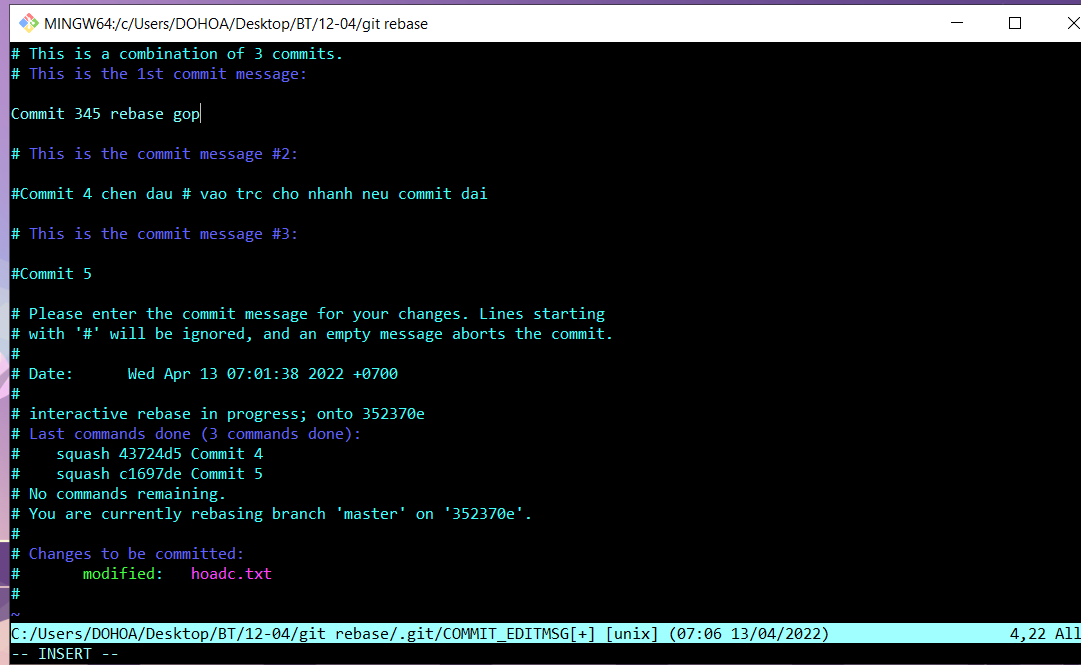 MINGW64:/c/Users/DOHOA/Desktop/BT/12-04/git rebase
# This is a combination of 3 commits.
# This is the 1st commit message:
Commit 345 rebase gop
# This is the commit message #2:
#Commit 4 chen dau # vao trc cho nhanh neu commit dai
# This is the commit message #3:
#Commit 5
# Please enter the commit message for your changes. Lines starting
# with '#' will be ignored, and an empty message aborts the commit.
#
# Date:      Wed Apr 13 07:01:38 2022 +0700
#
# interactive rebase in progress; onto 352370e
# Last commands done (3 commands done):
#    squash 43724d5 Commit 4
#    squash c1697de Commit 5
# No commands remaining.
# You are currently rebasing branch 'master' on '352370e'.
#
# Changes to be committed:
#       modified:   hoadc.txt
#
~
C:/Users/DOHOA/Desktop/BT/12-04/git rebase/.git/COMMIT_EDITMSG[+] [unix] (07:06 13/04/2022) 4,22 All
-- INSERT --